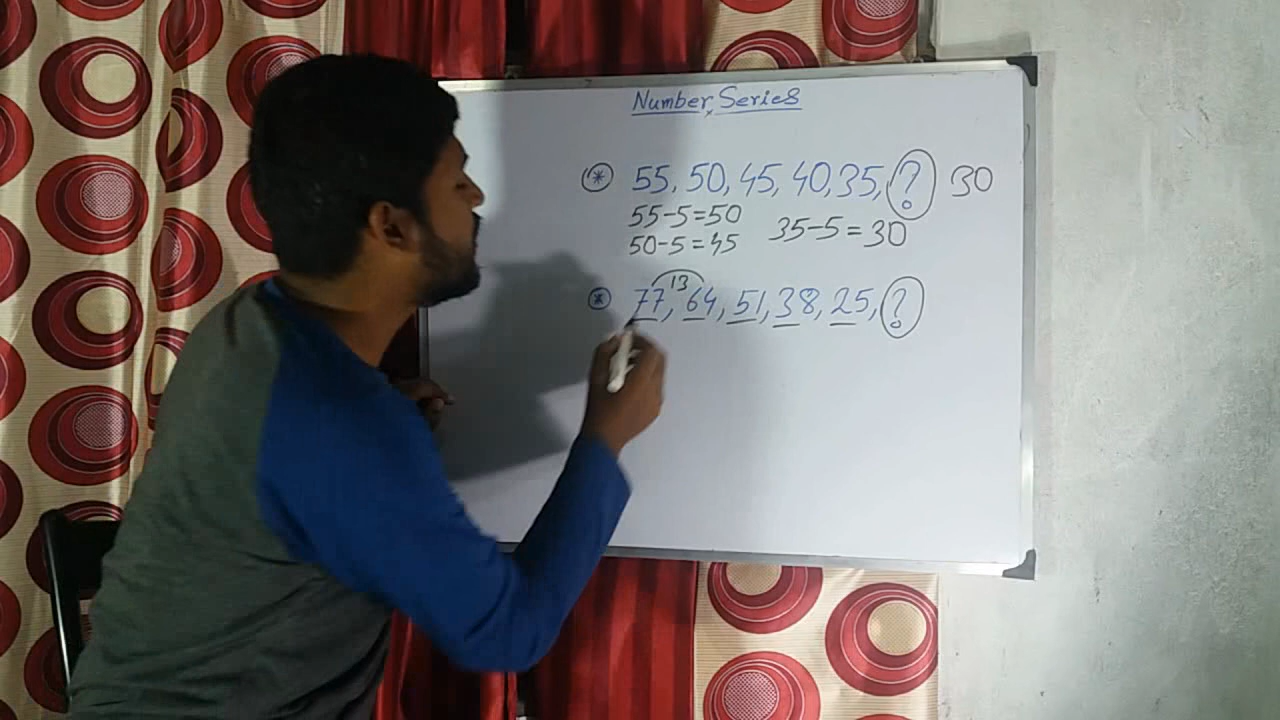 Number Series
* 55, 50, 45, 40, 35, ? 30
55-5=50
50-5=45 35-5=30
13
* 77, 64, 51, 38, 25, ?